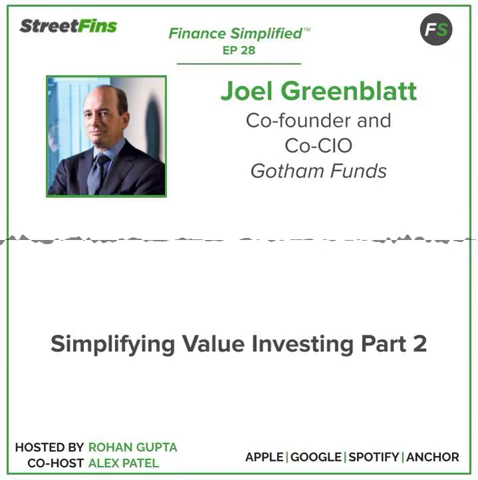 StreetFins
Finance Simplified™
EP 28
FS
Joel Greenblatt
Co-founder and
Co-CIO
Gotham Funds
Simplifying Value Investing Part 2
HOSTED BY ROHAN GUPTA
CO-HOST ALEX PATEL
APPLE|GOOGLE|SPOTIFY|ANCHOR